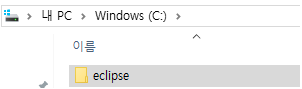 내 PC > Windows (C:) >
이름
eclipse